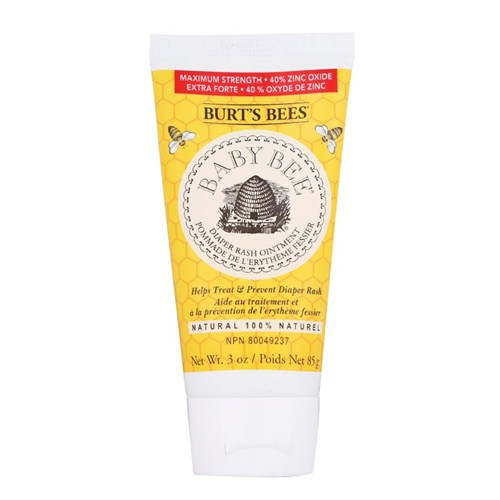 MAXIMUM STRENGTH • 40% ZINC OXIDE
EXTRA FORTE • 40 % OXYDE DE ZINC
BURT'S BEES®
BABY BEE®
DIAPER RASH OINTMENT
POMMADE DE L'ERYTHÈME FESSIER
Helps Treat & Prevent Diaper Rash
Aide au traitement et
à la prévention de l'érythème fessier
NATURAL 100% NATUREL
NPN 80049237
Net Wt. 3 oz / Poids Net 85g